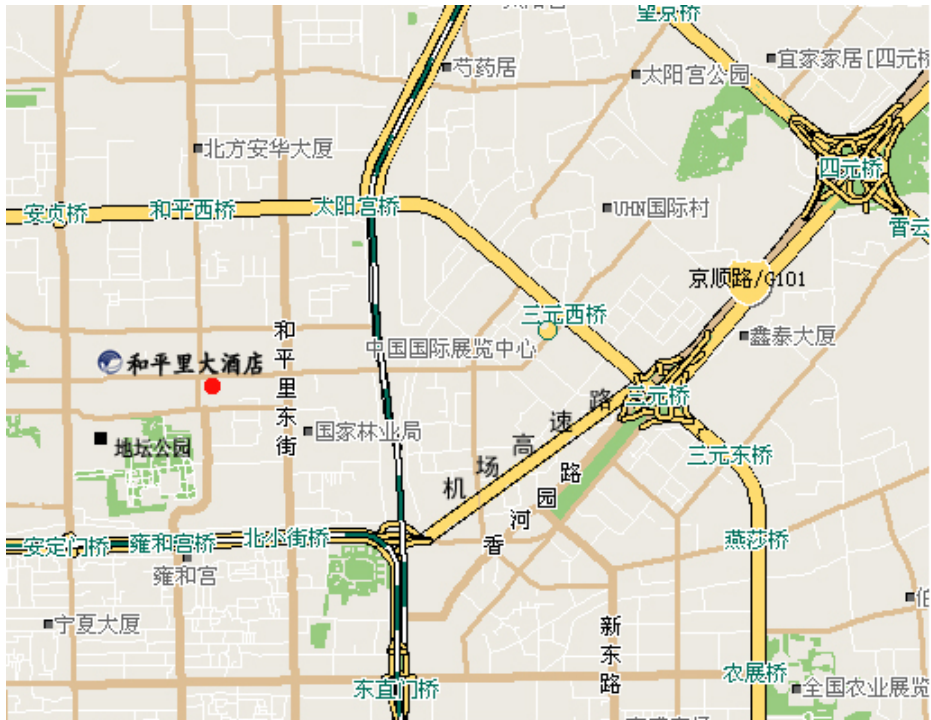 望京桥
芍药居
太阳宫公园
宜家家居[四元桥
北方安华大厦
四元桥
安贞桥
和平西桥
太阳宫桥
UHN国际村
霄云
京顺路/G101
三元西桥
和平里东街
中国国际展览中心
鑫泰大厦
和平里大酒店
三元桥
机场高速路
国家林业局
地坛公园
三元东桥
香河园路
安定门桥
雍和宫桥
北小街桥
燕莎桥
雍和宫
宁夏大厦
新东路
东直门桥
农展桥
全国农业展览